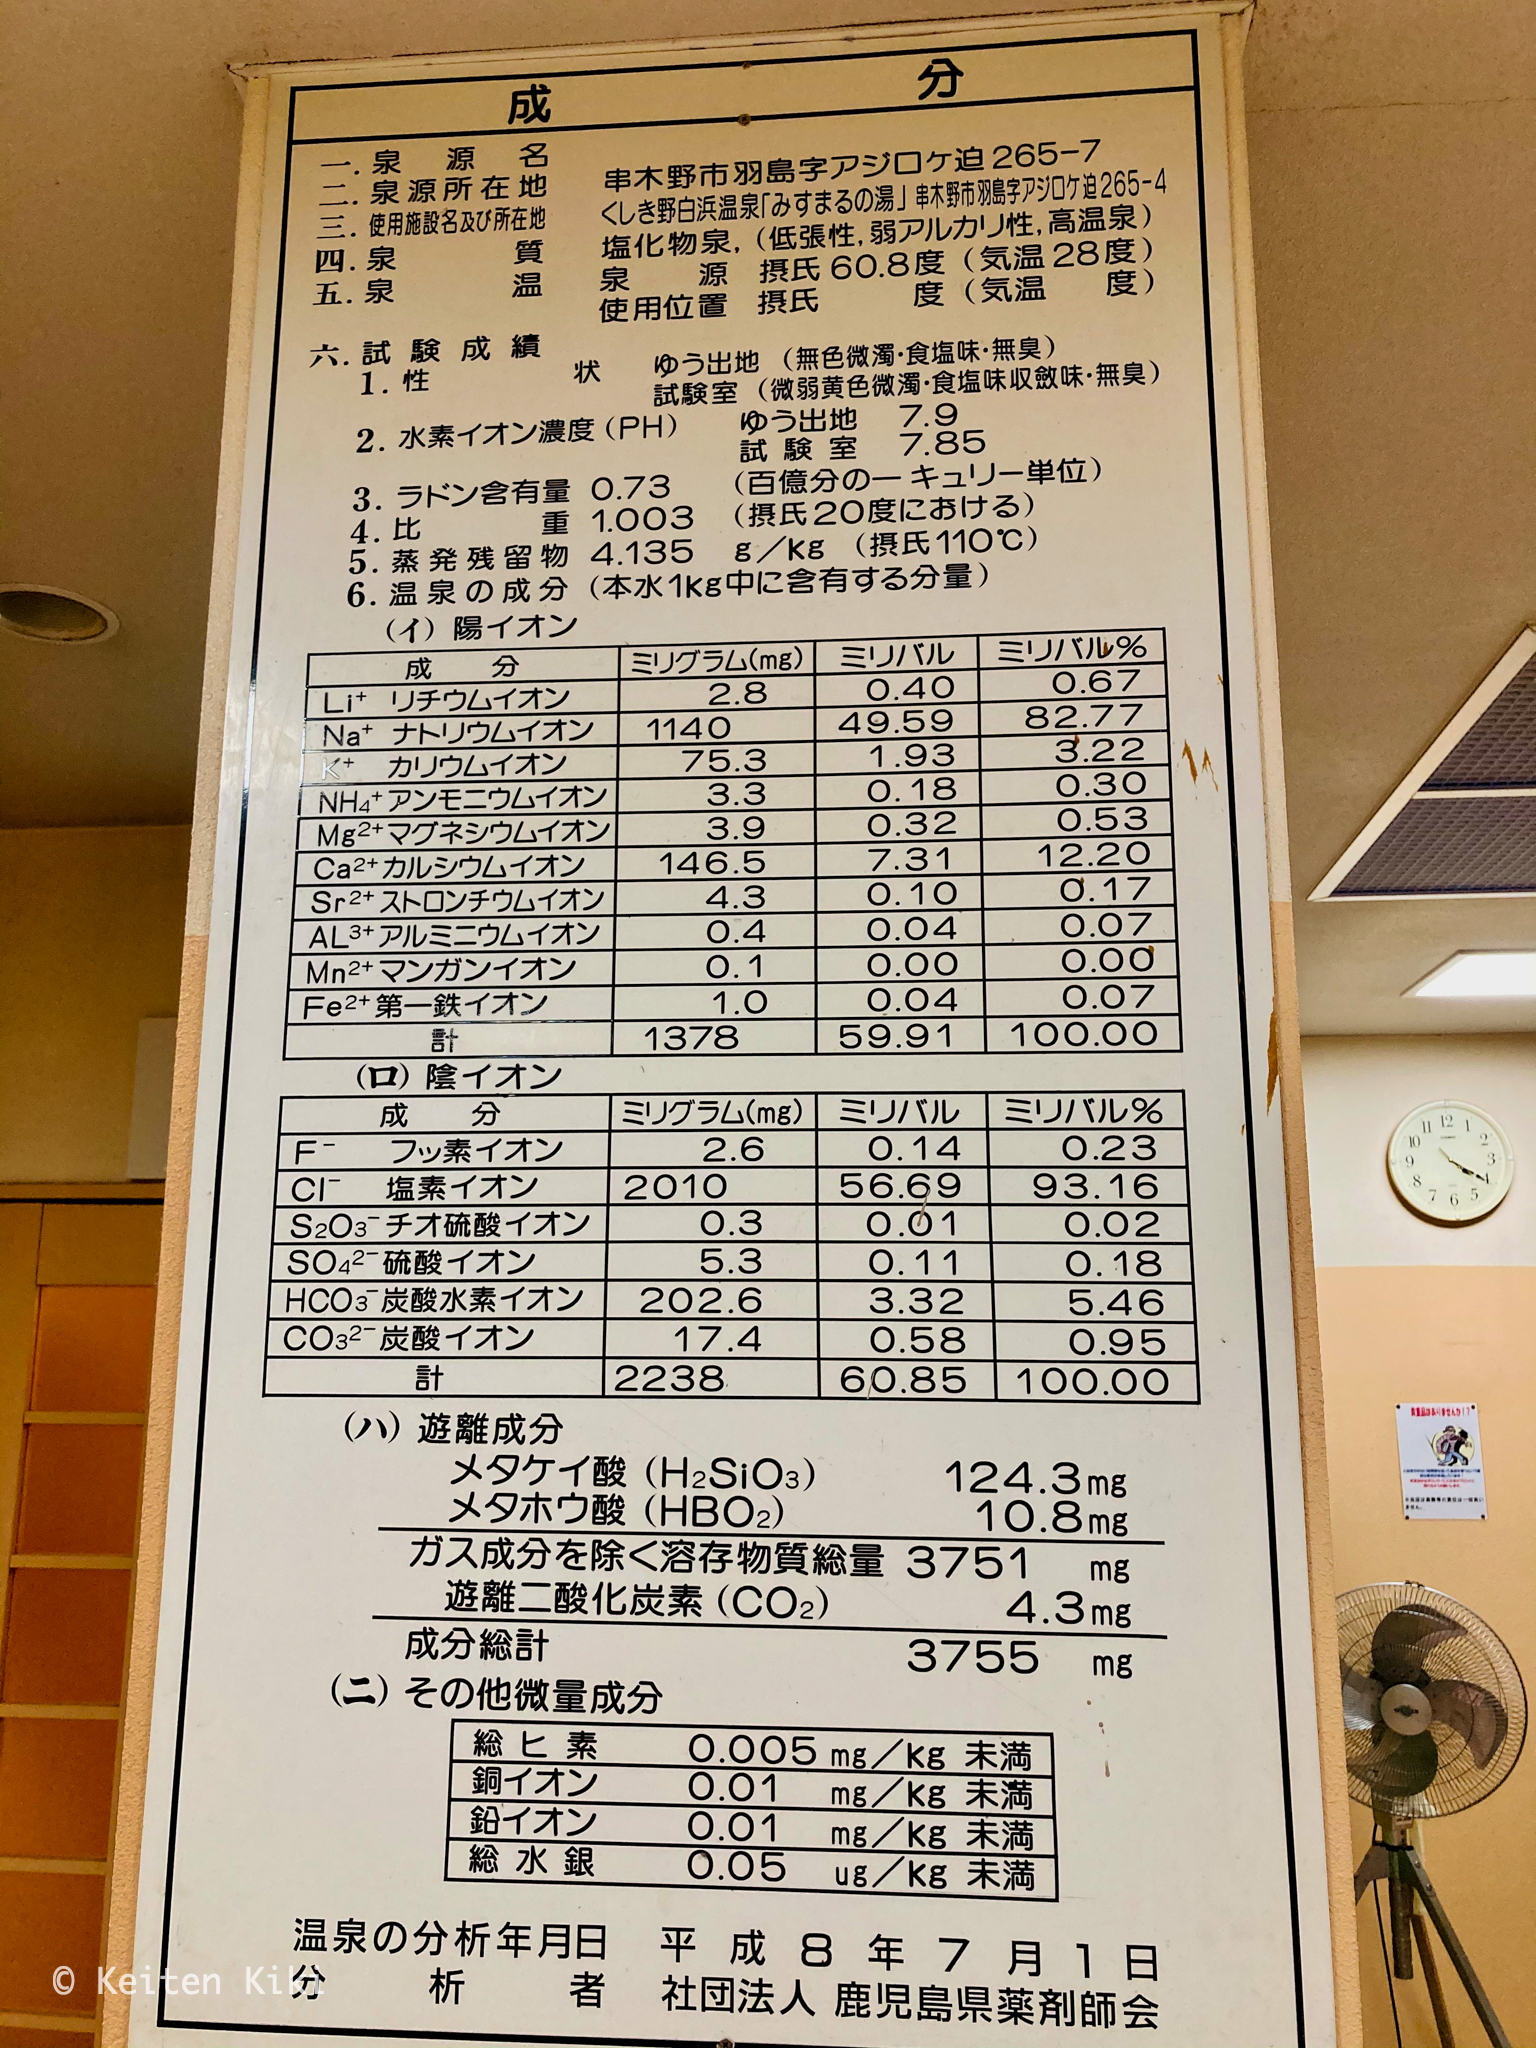 成分
一. 泉源名 串木野市羽島字アジロヶ迫265-7
二. 泉源所在地
三. 使用施設名及び所在地 くしき野白浜温泉「みすまるの湯」串木野市羽島字アジロケ迫265-4
四. 泉質 塩化物泉,(低張性,弱アルカリ性,高温泉)
五. 泉温 泉源 摂氏60.8度(気温28度)
使用位置 摂氏 度(気温 度)
六. 試験成績
1. 性状 ゆう出地(無色微濁・食塩味・無臭)
試験室(微弱黄色微濁・食塩味収斂味・無臭)
2. 水素イオン濃度(PH) ゆう出地 7.9
試験室 7.85
3. ラドン含有量 0.73 (百億分の一キュリー単位)
4. 比重 1.003 (摂氏20度における)
5. 蒸発残留物 4.135 g/kg (摂氏110℃)
6. 温泉の成分(本水1kg中に含有する分量)
(イ) 陽イオン
成分 ミリグラム(mg) ミリバル ミリバル%
Li⁺ リチウムイオン 2.8 0.40 0.67
Na⁺ ナトリウムイオン 1140 49.59 82.77
K⁺ カリウムイオン 75.3 1.93 3.22
NH₄⁺アンモニウムイオン 3.3 0.18 0.30
Mg²⁺マグネシウムイオン 3.9 0.32 0.53
Ca²⁺カルシウムイオン 146.5 7.31 12.20
Sr²⁺ストロンチウムイオン 4.3 0.10 0.17
AL³⁺アルミニウムイオン 0.4 0.04 0.07
Mn²⁺マンガンイオン 0.1 0.00 0.00
Fe²⁺第一鉄イオン 1.0 0.04 0.07
計 1378 59.91 100.00
(ロ) 陰イオン
成分 ミリグラム(mg) ミリバル ミリバル%
F⁻ フッ素イオン 2.6 0.14 0.23
Cl⁻ 塩素イオン 2010 56.69 93.16
S₂O₃⁻チオ硫酸イオン 0.3 0.01 0.02
SO₄²⁻硫酸イオン 5.3 0.11 0.18
HCO₃⁻炭酸水素イオン 202.6 3.32 5.46
CO₃²⁻炭酸イオン 17.4 0.58 0.95
計 2238 60.85 100.00
(ハ) 遊離成分
メタケイ酸(H₂SiO₃) 124.3mg
メタホウ酸(HBO₂) 10.8mg
ガス成分を除く溶存物質総量 3751 mg
遊離二酸化炭素(CO₂) 4.3mg
成分総計 3755 mg
(ニ) その他微量成分
総ヒ素 0.005 mg/kg 未満
銅イオン 0.01 mg/kg 未満
鉛イオン 0.01 mg/kg 未満
総水銀 0.05 ug/kg 未満
温泉の分析年月日 平成8年7月1日
分析者 社団法人 鹿児島県薬剤師会
© Keiten Kiki
12 1 2 3 4 5 6 7 8 9 10 11